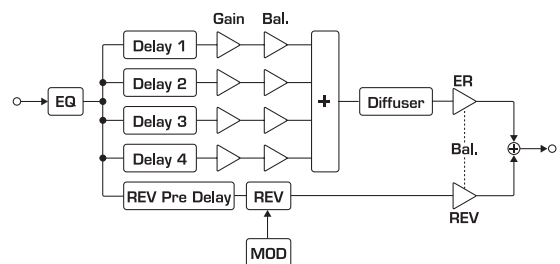 Gain Bal.
Delay 1
Delay 2
ER
EQ
+
Diffuser
Delay 3
Bal.
+
Delay 4
REV Pre Delay REV
REV
MOD